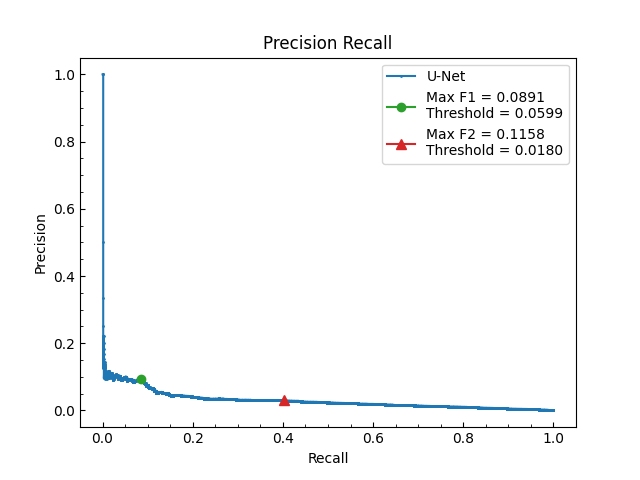 Precision Recall
U-Net
Max F1 = 0.0891
Threshold = 0.0599
Max F2 = 0.1158
Threshold = 0.0180
Precision
1.0
0.8
0.6
0.4
0.2
0.0
0.0 0.2 0.4 0.6 0.8 1.0
Recall